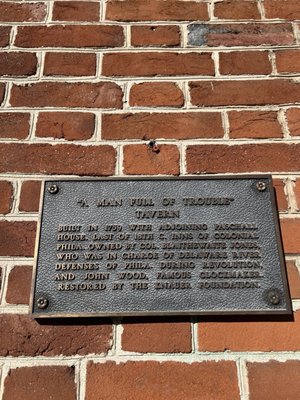 "A MAN FULL OF TROUBLE"
TAVERN
BUILT IN 1759 WITH ADJOINING PASCHALL
HOUSE. LAST OF 18TH C. INNS OF COLONIAL
PHILA. OWNED BY COL. BLAITHWAITE JONES,
WHO WAS IN CHARGE OF DELAWARE RIVER
DEFENSES OF PHILA. DURING REVOLUTION,
AND JOHN WOOD, FAMOUS CLOCKMAKER.
RESTORED BY THE KNAUER FOUNDATION.